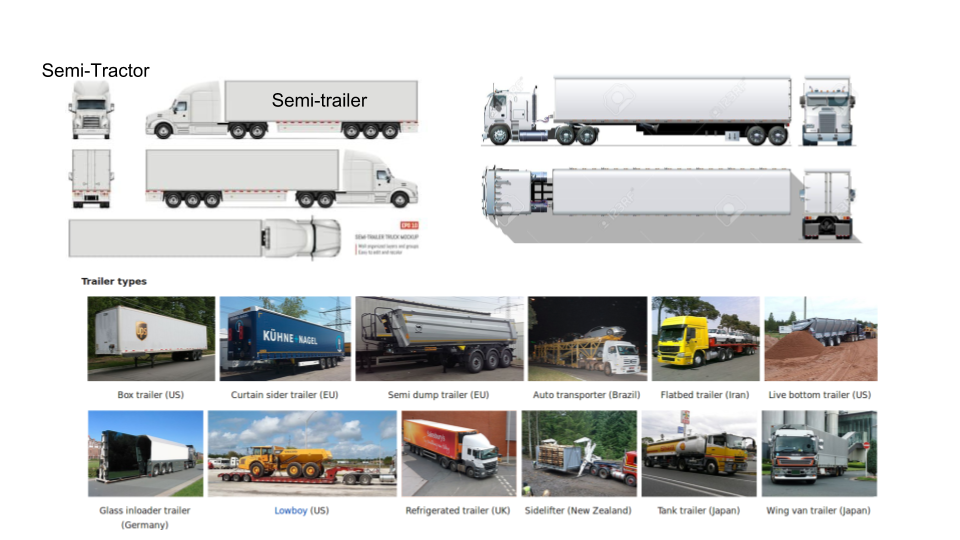 Semi-Tractor
Semi-trailer
EPS 10
SEMI-TRAILER TRUCK MOCKUP
Well organized layers and groups
Easy to edit and recolor
Trailer types
KÜHNE+NAGEL
Box trailer (US)
Curtain sider trailer (EU)
Semi dump trailer (EU)
Auto transporter (Brazil)
Flatbed trailer (Iran)
Live bottom trailer (US)
Glass inloader trailer
(Germany)
Lowboy (US)
Refrigerated trailer (UK)
Sidelifter (New Zealand)
Tank trailer (Japan)
Wing van trailer (Japan)